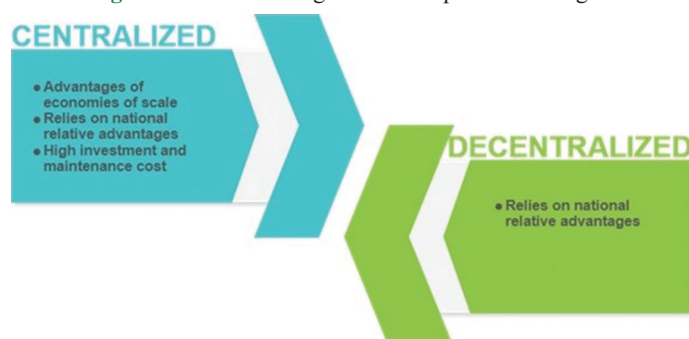 CENTRALIZED
● Advantages of
economies of scale
● Relies on national
relative advantages
● High investment and
maintenance cost
DECENTRALIZED
● Relies on national
relative advantages